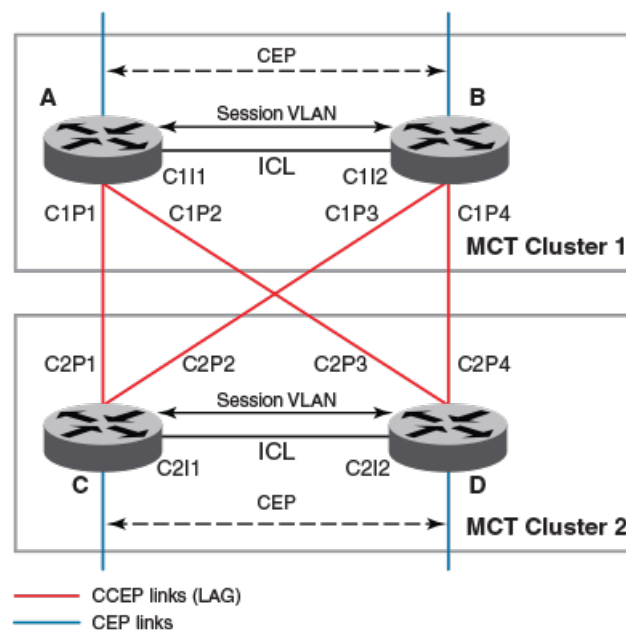 CEP
A
B
Session VLAN
ICL
C1I1
C1I2
C1P1
C1P2
C1P3
C1P4
MCT Cluster 1
C2P1
C2P2
C2P3
C2P4
Session VLAN
ICL
C2I1
C2I2
C
D
CEP
MCT Cluster 2
CCEP links (LAG)
CEP links